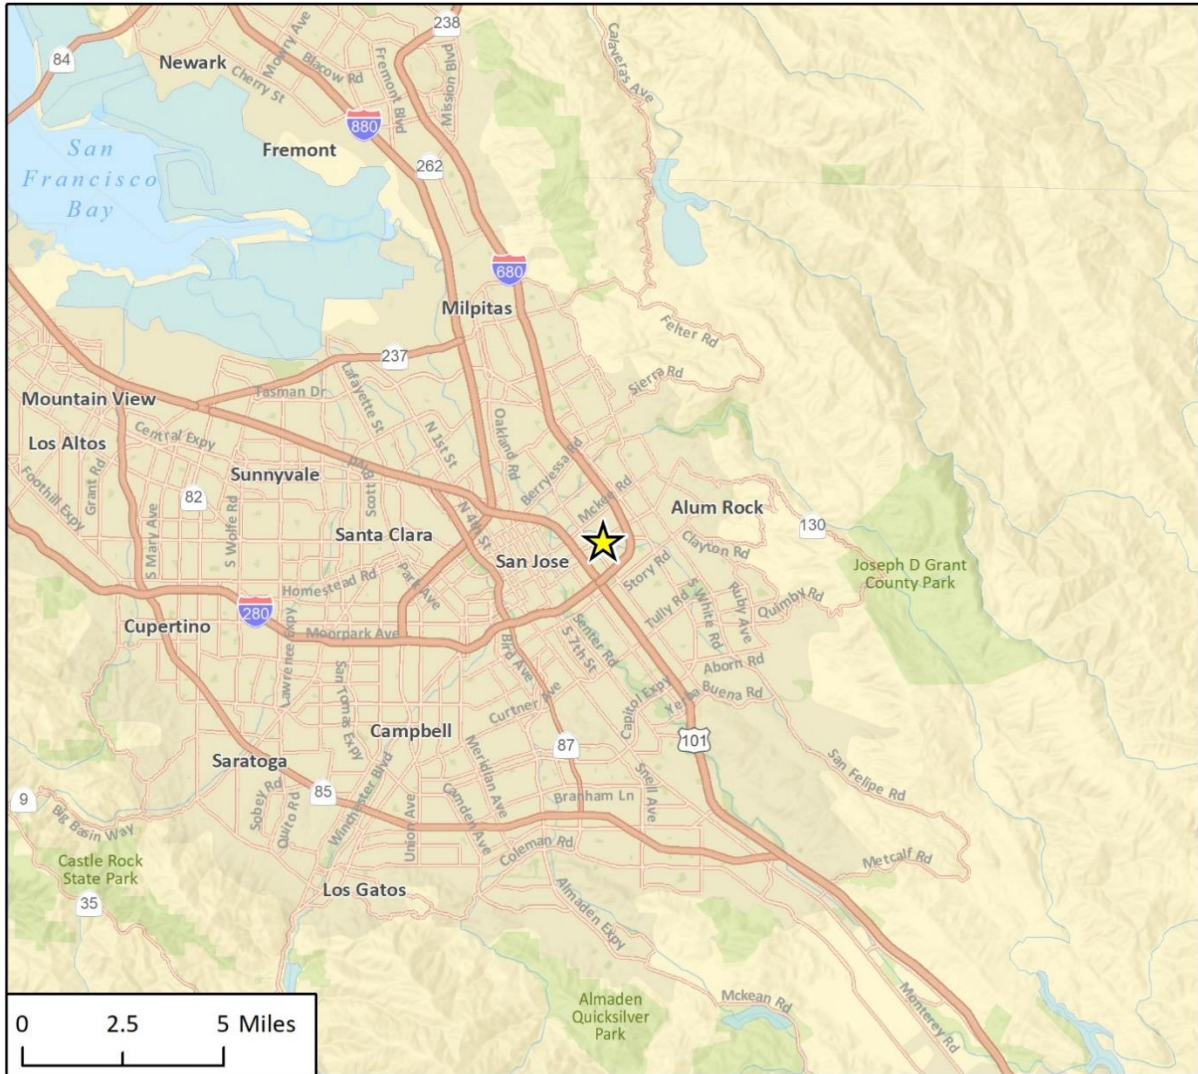 238
84
Newark
Mowry Ave
Blacow Rd
Cherry St
Fremont Blvd
Mission Blvd
Calaveras Ave
880
San
Francisco
Bay
Fremont
262
680
Milpitas
237
Felter Rd
Sierra Rd
Mountain View
Tasman Dr
Lafayette St
Los Altos
Central Expy
N 1st St
Oakland Rd
Berryessa Rd
Foothill Expy
Grant Rd
Sunnyvale
82
Scott Blvd
S Mary Ave
S Wolfe Rd
N 4th St
Mckee Rd
Alum Rock
130
Santa Clara
San Jose
Clayton Rd
Joseph D Grant
County Park
Homestead Rd
Park Ave
Story Rd
280
Tully Rd
S White Rd
Ruby Ave
Quimby Rd
Cupertino
Moorpark Ave
Lawrence Expy
Bird Ave
Senter Rd
S 7th St
San Tomas Expy
Aborn Rd
Yerba Buena Rd
Curtner Ave
Capitol Expy
Campbell
87
101
Saratoga
Winchester Blvd
Meridian Ave
Snell Ave
San Felipe Rd
9
Big Basin Way
Sobey Rd
Quito Rd
85
Union Ave
Camden Ave
Branham Ln
Coleman Rd
Metcalf Rd
Castle Rock
State Park
35
Los Gatos
Almaden Expy
Almaden
Quicksilver
Park
Mckean Rd
Monterey Rd
0 2.5 5 Miles